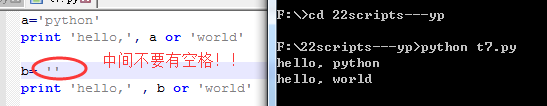 a='python'
print 'hello,', a or 'world'
b= ''
中间不要有空格！！
print 'hello,' , b or 'world'
F:\>cd 22scripts---yp
F:\22scripts---yp>python t7.py
hello, python
hello, world